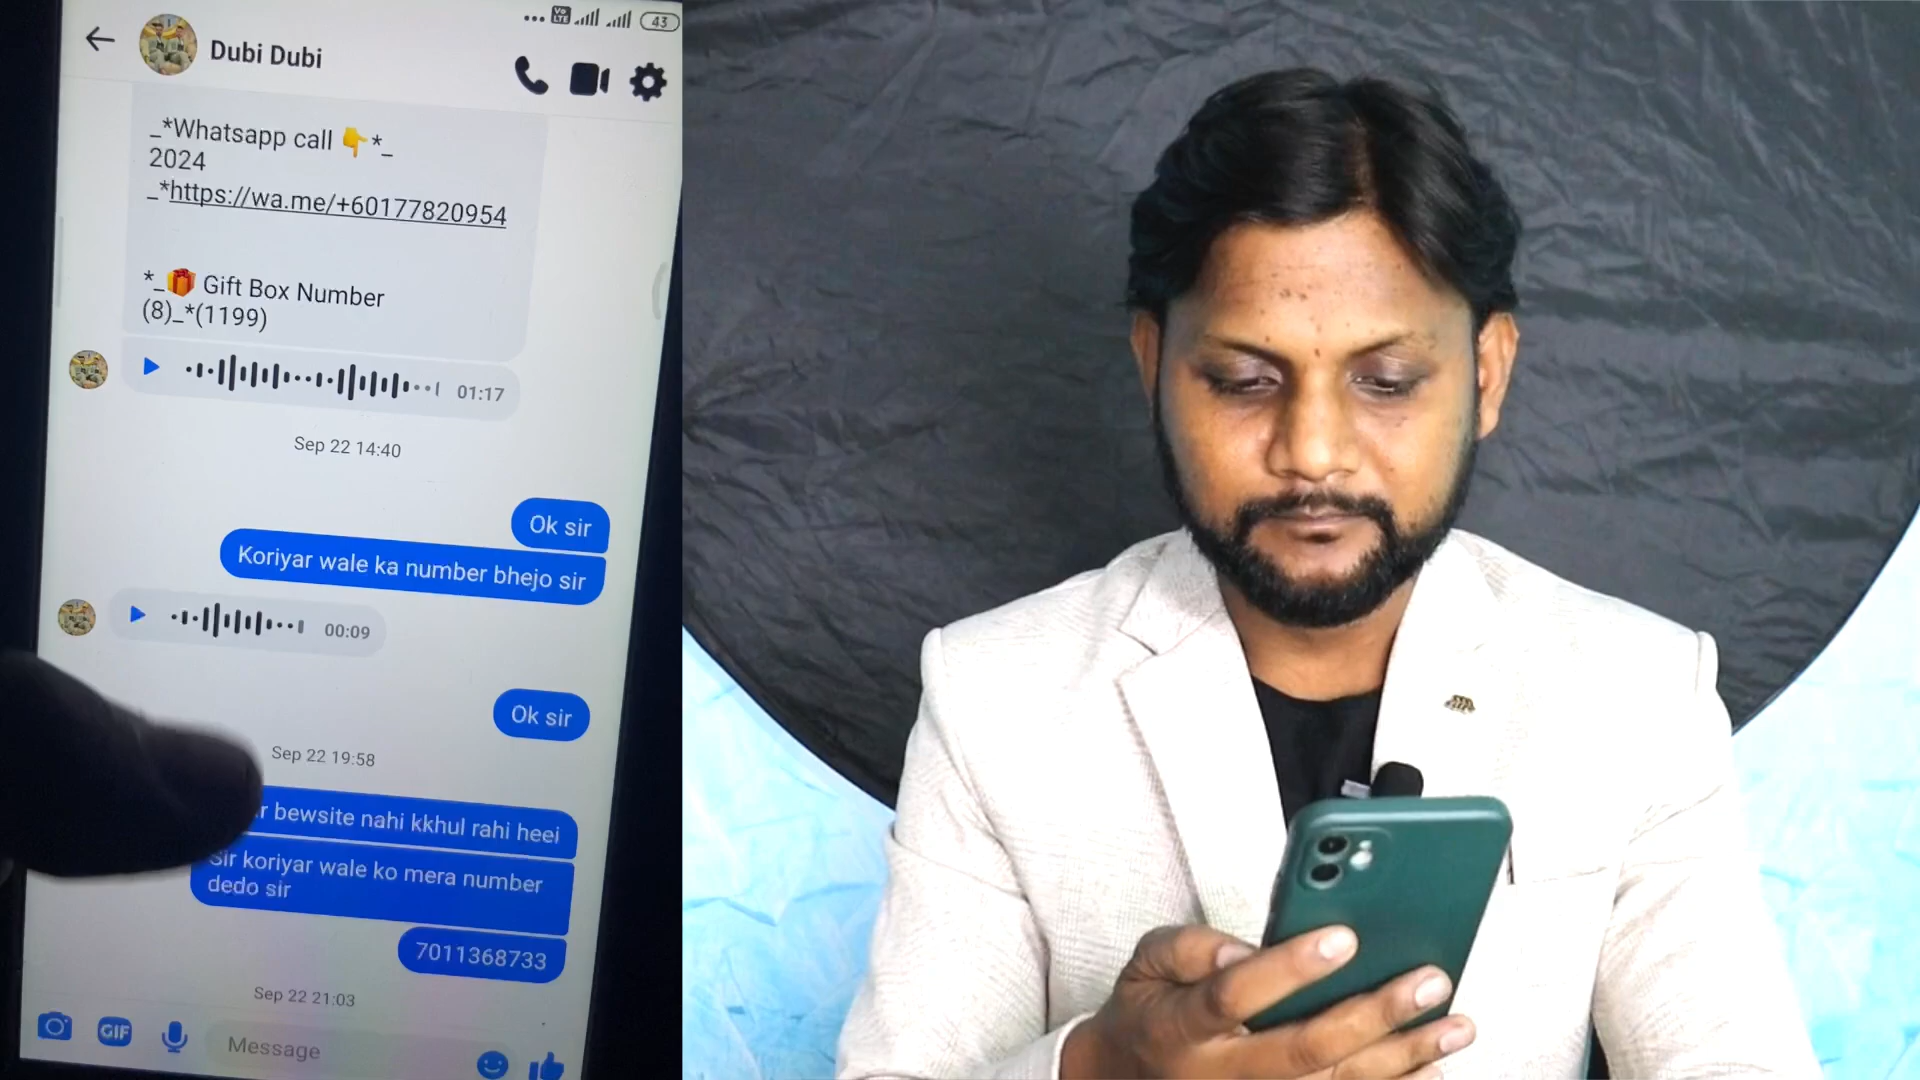 43
Dubi Dubi
_*Whatsapp call 👇*_
2024
_*https://wa.me/+60177820954
*_🎁 Gift Box Number
(8)_*(1199)
01:17
Sep 22 14:40
Ok sir
Koriyar wale ka number bhejo sir
00:09
Ok sir
Sep 22 19:58
bewsite nahi kkhul rahi heei
Sir koriyar wale ko mera number
dedo sir
7011368733
Sep 22 21:03
GIF
Message